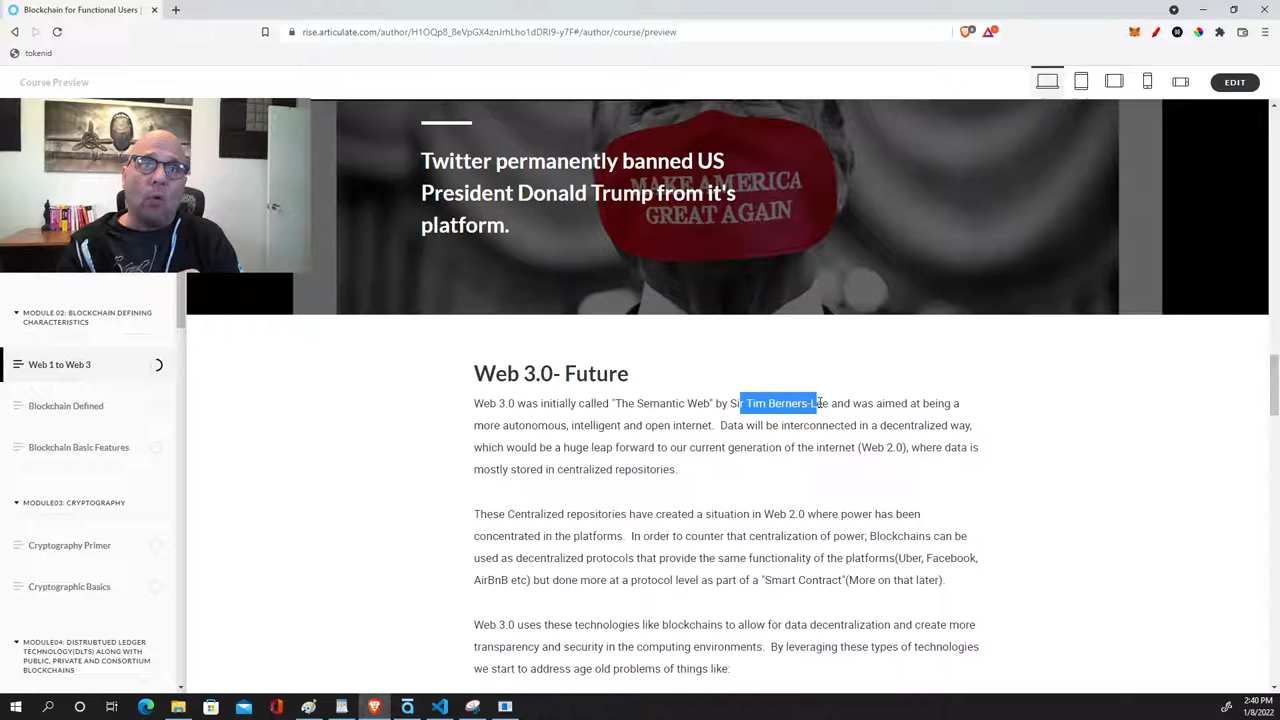 Blockchain for Functional Users |
rise.articulate.com/author/H1OQp8_8eVpGX4znJrhLho1dDRI9-y7F#/author/course/preview
tokenid
Course Preview
EDIT
Twitter permanently banned US
President Donald Trump from it's
platform.
MAKE AMERICA
GREAT AGAIN
MODULE 02: BLOCKCHAIN DEFINING
CHARACTERISTICS
Web 1 to Web 3
Blockchain Defined
Blockchain Basic Features
MODULE03: CRYPTOGRAPHY
Cryptography Primer
Cryptographic Basics
MODULE04: DISTRUBTUED LEDGER
TECHNOLOGY(DLTS) ALONG WITH
PUBLIC, PRIVATE AND CONSORTIUM
BLOCKCHAINS
Web 3.0- Future
Web 3.0 was initially called "The Semantic Web" by Sir Tim Berners-Lee and was aimed at being a
more autonomous, intelligent and open internet. Data will be interconnected in a decentralized way,
which would be a huge leap forward to our current generation of the internet (Web 2.0), where data is
mostly stored in centralized repositories.
These Centralized repositories have created a situation in Web 2.0 where power has been
concentrated in the platforms. In order to counter that centralization of power; Blockchains can be
used as decentralized protocols that provide the same functionality of the platforms(Uber, Facebook,
AirBnB etc) but done more at a protocol level as part of a "Smart Contract"(More on that later).
Web 3.0 uses these technologies like blockchains to allow for data decentralization and create more
transparency and security in the computing environments. By leveraging these types of technologies
we start to address age old problems of things like:
2:40 PM
1/8/2022